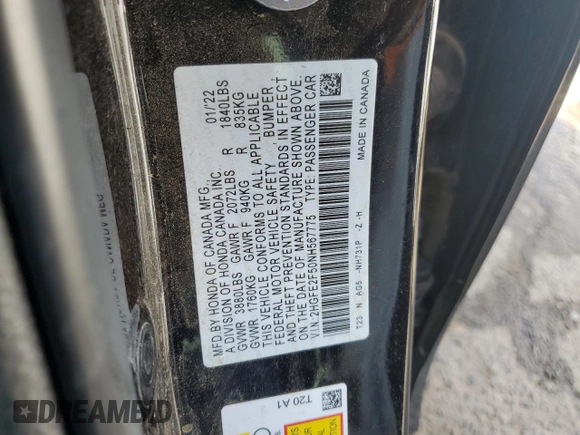 MFD BY HONDA OF CANADA MFG., 01/22
A DIVISION OF HONDA CANADA INC.
GVWR 3880LBS GAWR F 2072LBS R 1840LBS
GVWR 1760KG GAWR F 940KG R 835KG
THIS VEHICLE CONFORMS TO ALL APPLICABLE
FEDERAL MOTOR VEHICLE SAFETY, BUMPER,
AND THEFT PREVENTION STANDARDS IN EFFECT
ON THE DATE OF MANUFACTURE SHOWN ABOVE.
V.I.N.:2HGFE2F50NH567775 TYPE: PASSENGER CAR
T23 N AG5 -NH731P -Z -H
MADE IN CANADA
T20 A1
DREAMBID